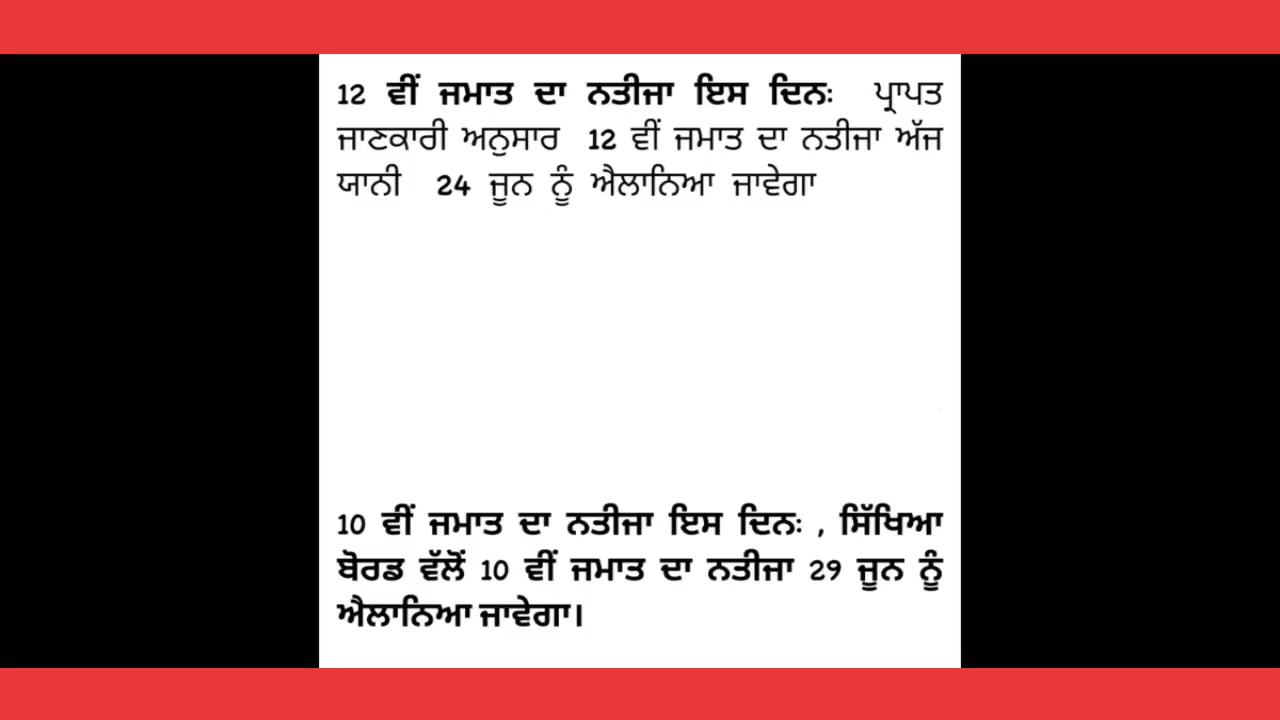 12 ਵੀਂ ਜਮਾਤ ਦਾ ਨਤੀਜਾ ਇਸ ਦਿਨਃ ਪ੍ਰਾਪਤ
ਜਾਣਕਾਰੀ ਅਨੁਸਾਰ 12 ਵੀਂ ਜਮਾਤ ਦਾ ਨਤੀਜਾ ਅੱਜ
ਯਾਨੀ 24 ਜੂਨ ਨੂੰ ਐਲਾਨਿਆ ਜਾਵੇਗਾ
10 ਵੀਂ ਜਮਾਤ ਦਾ ਨਤੀਜਾ ਇਸ ਦਿਨਃ , ਸਿੱਖਿਆ
ਬੋਰਡ ਵੱਲੋਂ 10 ਵੀਂ ਜਮਾਤ ਦਾ ਨਤੀਜਾ 29 ਜੂਨ ਨੂੰ
ਐਲਾਨਿਆ ਜਾਵੇਗਾ।